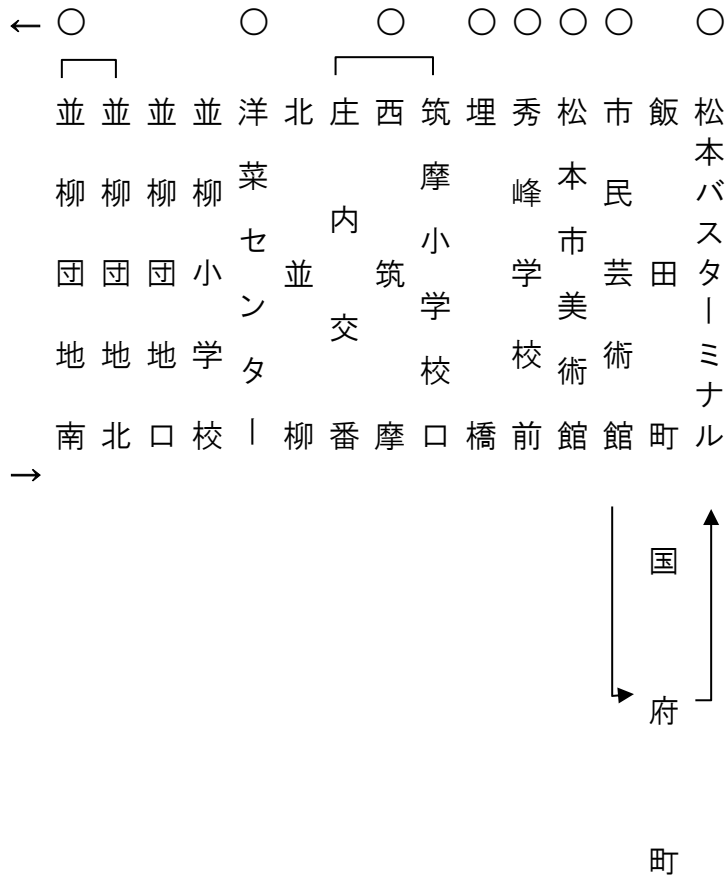 松本バスターミナル
飯田町
市民芸術館
松本市美術館
秀峰学校前
埋橋
筑摩小学校口
西筑摩
庄内交番
北並柳
洋菜センター
並柳小学校
並柳団地口
並柳団地北
並柳団地南
国府町